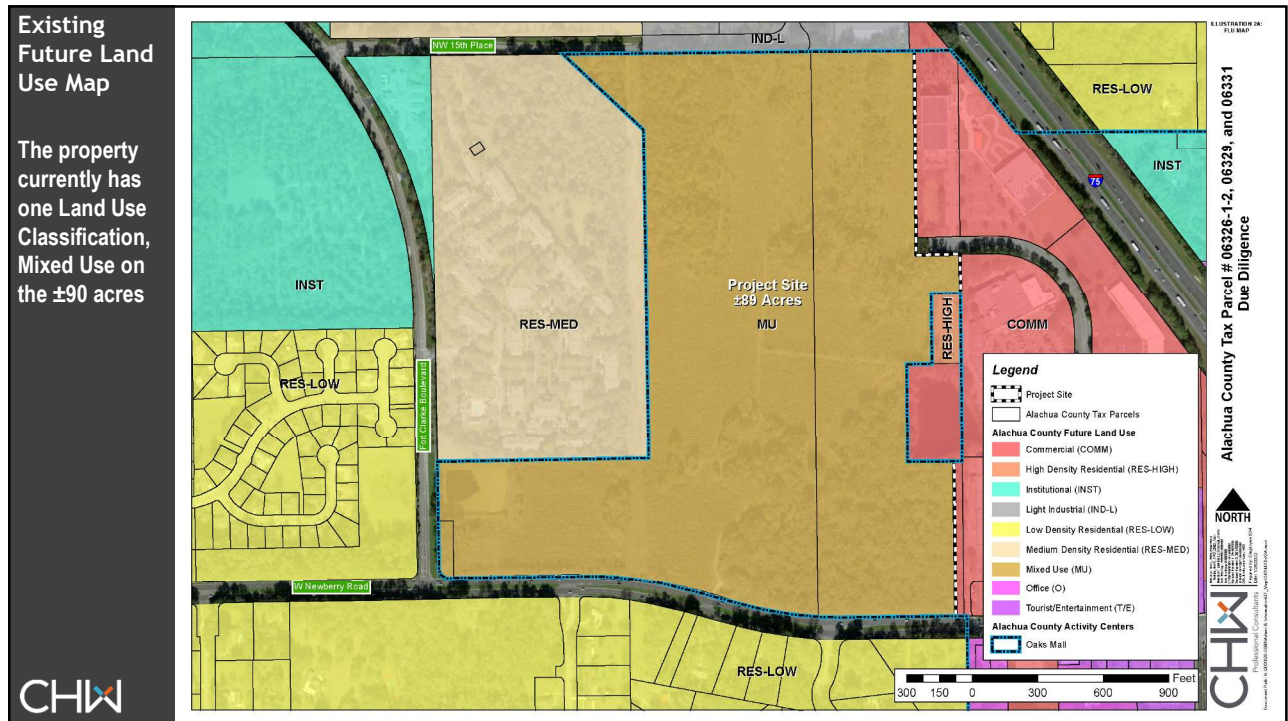 Existing
Future Land
Use Map
The property
currently has
one Land Use
Classification,
Mixed Use on
the ±90 acres
CHW
NW 15th Place
IND-L
RES-LOW
INST
75
INST
RES-MED
Project Site
±89 Acres
MU
RES-HIGH
COMM
RES-LOW
Fort Clarke Boulevard
W Newberry Road
RES-LOW
Legend
Project Site
Alachua County Tax Parcels
Alachua County Future Land Use
Commercial (COMM)
High Density Residential (RES-HIGH)
Institutional (INST)
Light Industrial (IND-L)
Low Density Residential (RES-LOW)
Medium Density Residential (RES-MED)
Mixed Use (MU)
Office (O)
Tourist/Entertainment (T/E)
Alachua County Activity Centers
Oaks Mall
Feet
300 150 0 300 600 900
ILLUSTRATION 2A:
FLU MAP
Alachua County Tax Parcel # 06326-1-2, 06329, and 06331
Due Diligence
NORTH
CHW
Professional Consultants